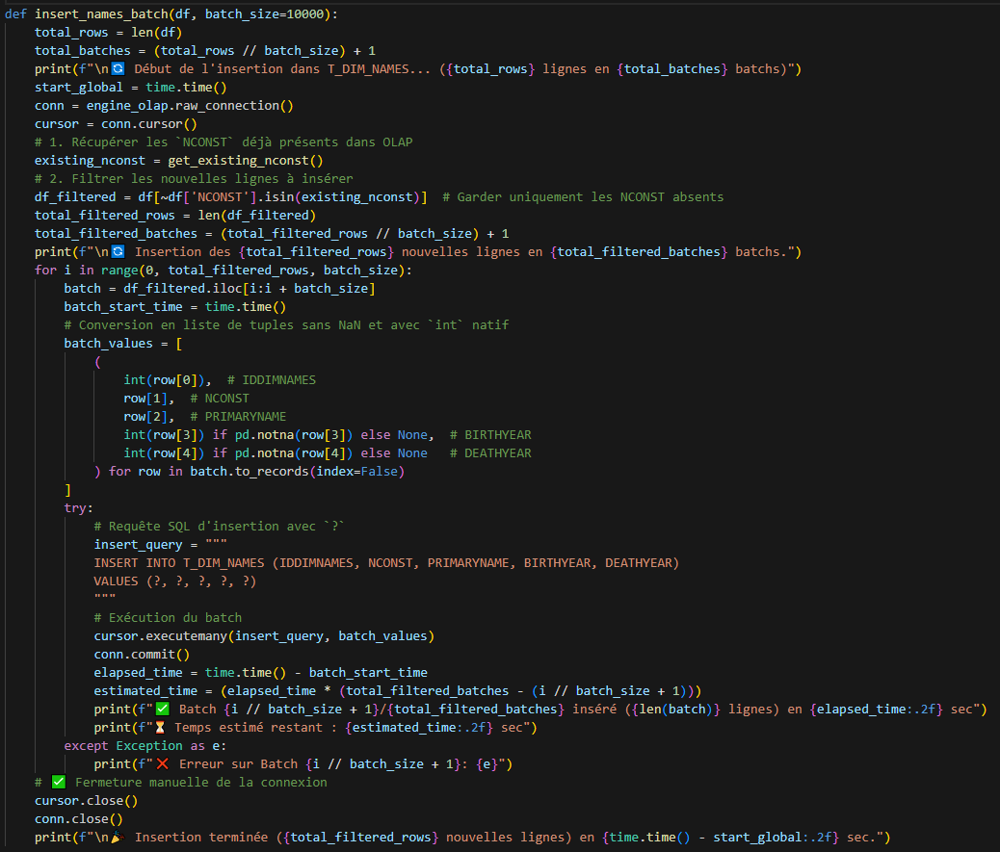 def insert_names_batch(df, batch_size=10000):
    total_rows = len(df)
    total_batches = (total_rows // batch_size) + 1
    print(f"\n🔄 Début de l'insertion dans T_DIM_NAMES... ({total_rows} lignes en {total_batches} batchs)")
    start_global = time.time()
    conn = engine_olap.raw_connection()
    cursor = conn.cursor()
    # 1. Récupérer les `NCONST` déjà présents dans OLAP
    existing_nconst = get_existing_nconst()
    # 2. Filtrer les nouvelles lignes à insérer
    df_filtered = df[~df['NCONST'].isin(existing_nconst)]  # Garder uniquement les NCONST absents
    total_filtered_rows = len(df_filtered)
    total_filtered_batches = (total_filtered_rows // batch_size) + 1
    print(f"\n🔄 Insertion des {total_filtered_rows} nouvelles lignes en {total_filtered_batches} batchs.")
    for i in range(0, total_filtered_rows, batch_size):
        batch = df_filtered.iloc[i:i + batch_size]
        batch_start_time = time.time()
        # Conversion en liste de tuples sans NaN et avec `int` natif
        batch_values = [
            (
                int(row[0]),  # IDDIMNAMES
                row[1],  # NCONST
                row[2],  # PRIMARYNAME
                int(row[3]) if pd.notna(row[3]) else None,  # BIRTHYEAR
                int(row[4]) if pd.notna(row[4]) else None   # DEATHYEAR
            ) for row in batch.to_records(index=False)
        ]
        try:
            # Requête SQL d'insertion avec `?`
            insert_query = """
            INSERT INTO T_DIM_NAMES (IDDIMNAMES, NCONST, PRIMARYNAME, BIRTHYEAR, DEATHYEAR)
            VALUES (?, ?, ?, ?, ?)
            """
            # Exécution du batch
            cursor.executemany(insert_query, batch_values)
            conn.commit()
            elapsed_time = time.time() - batch_start_time
            estimated_time = (elapsed_time * (total_filtered_batches - (i // batch_size + 1)))
            print(f"✅ Batch {i // batch_size + 1}/{total_filtered_batches} inséré ({len(batch)} lignes) en {elapsed_time:.2f} sec")
            print(f"⏳ Temps estimé restant : {estimated_time:.2f} sec")
        except Exception as e:
            print(f"❌ Erreur sur Batch {i // batch_size + 1}: {e}")
    # ✅ Fermeture manuelle de la connexion
    cursor.close()
    conn.close()
    print(f"\n🎉 Insertion terminée ({total_filtered_rows} nouvelles lignes) en {time.time() - start_global:.2f} sec.")